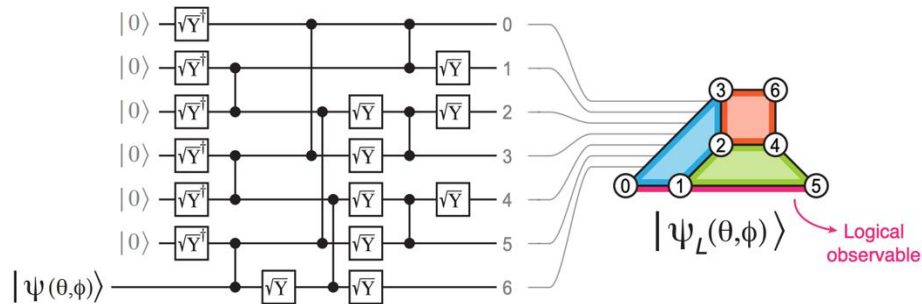 |0⟩ √Y† 0
|0⟩ √Y† √Y 1
|0⟩ √Y† √Y √Y 2
|0⟩ √Y† √Y 3
|0⟩ √Y† √Y √Y 4
|0⟩ √Y† √Y 5
|ψ(θ,ϕ)⟩ √Y √Y 6
3 6
2 4
0 1 5
|ψ_L(θ,ϕ)⟩
Logical
observable